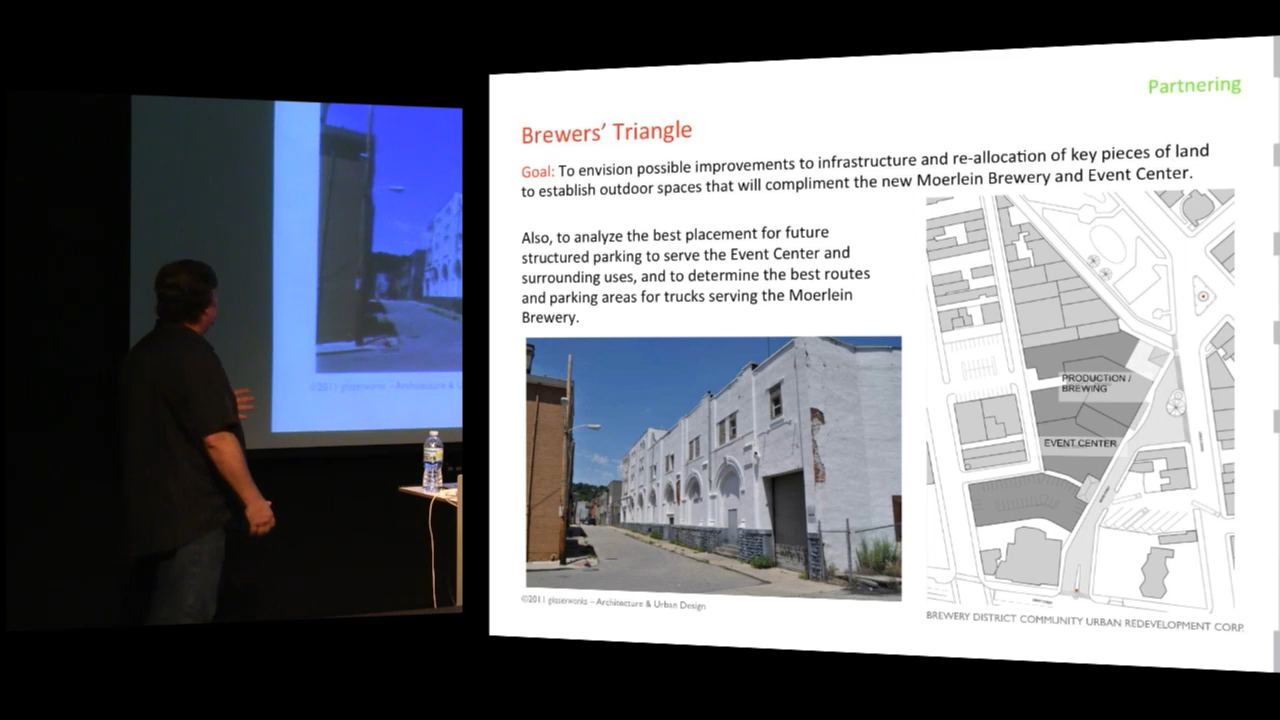 Partnering
Brewers’ Triangle
Goal: To envision possible improvements to infrastructure and re-allocation of key pieces of land
to establish outdoor spaces that will compliment the new Moerlein Brewery and Event Center.
Also, to analyze the best placement for future
structured parking to serve the Event Center and
surrounding uses, and to determine the best routes
and parking areas for trucks serving the Moerlein
Brewery.
PRODUCTION /
BREWING
EVENT CENTER
©2011 glaserworks – Architecture & Urban Design
BREWERY DISTRICT COMMUNITY URBAN REDEVELOPMENT CORP.
©2011 glaserworks – Architecture & U